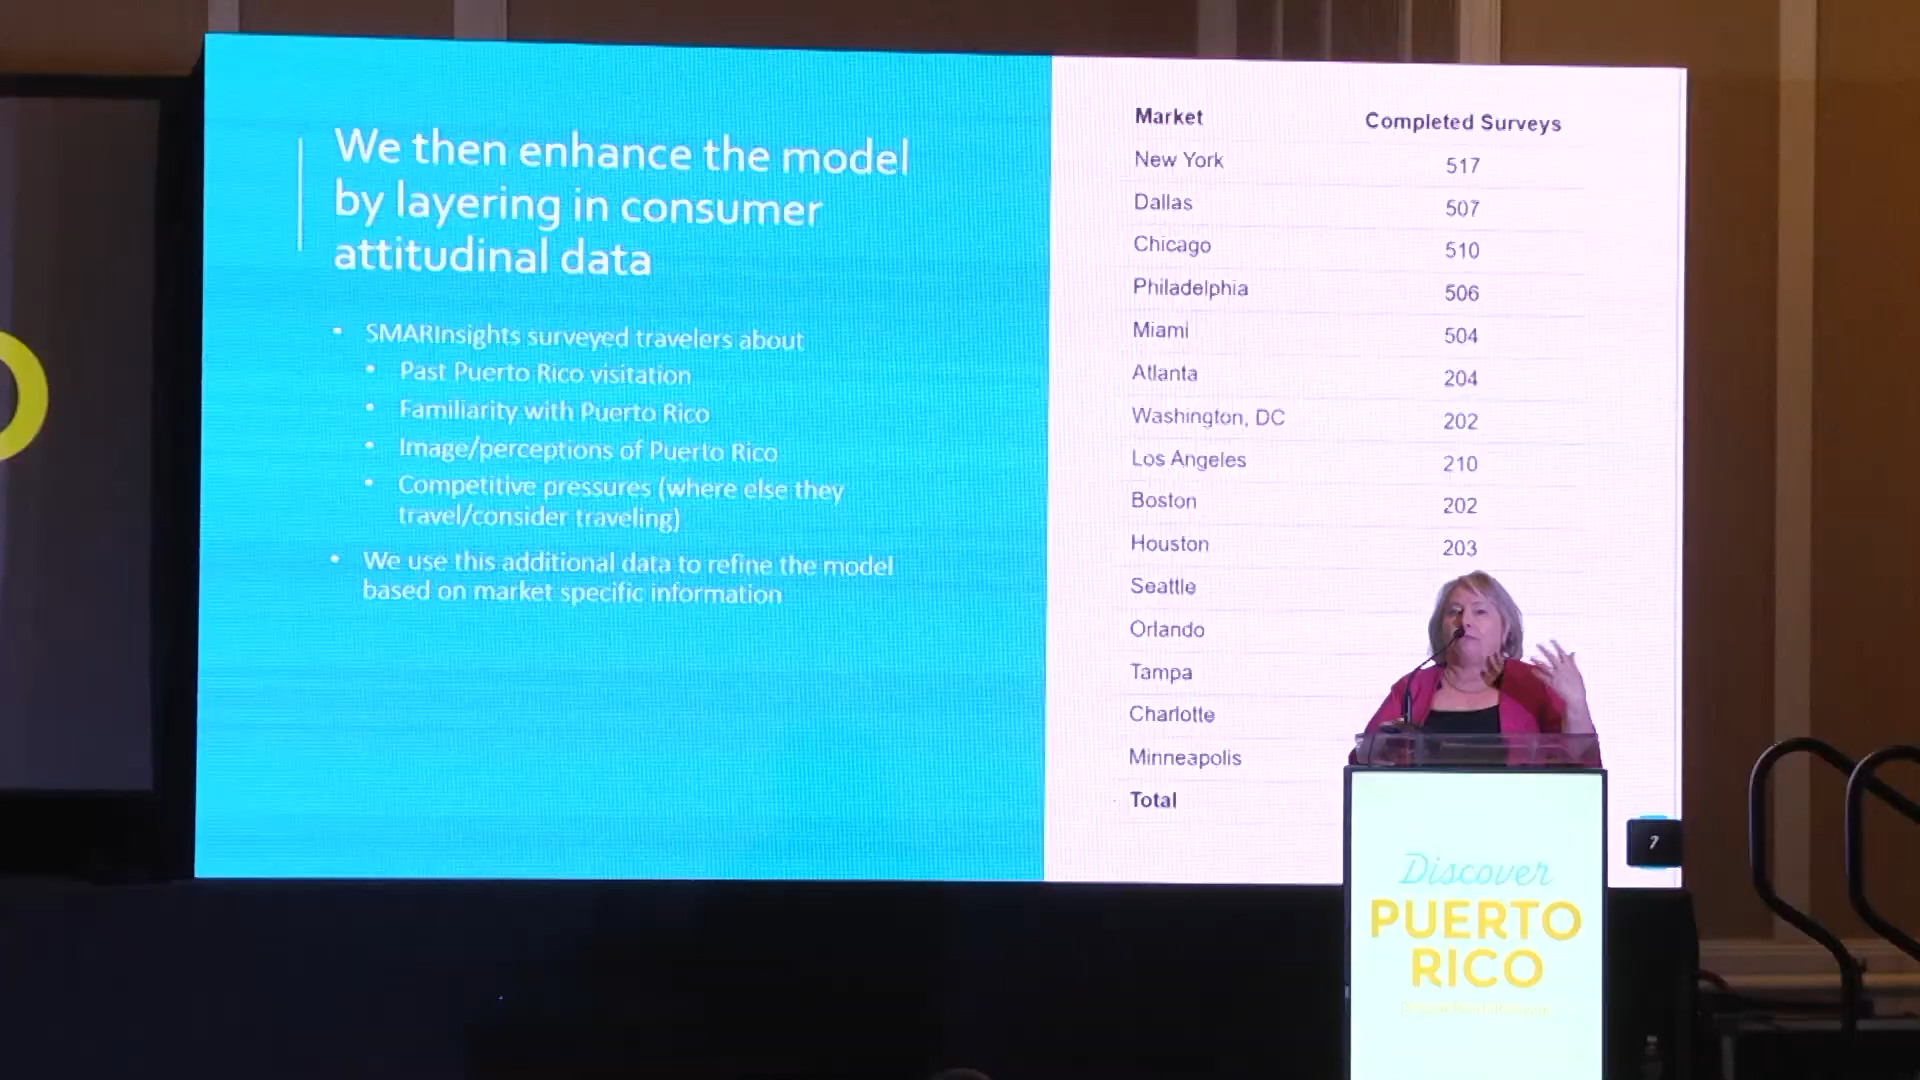 We then enhance the model
by layering in consumer
attitudinal data
• SMARInsights surveyed travelers about
• Past Puerto Rico visitation
• Familiarity with Puerto Rico
• Image/perceptions of Puerto Rico
• Competitive pressures (where else they
travel/consider traveling)
• We use this additional data to refine the model
based on market specific information
Market Completed Surveys
New York 517
Dallas 507
Chicago 510
Philadelphia 506
Miami 504
Atlanta 204
Washington, DC 202
Los Angeles 210
Boston 202
Houston 203
Seattle
Orlando
Tampa
Charlotte
Minneapolis
Total
7
Discover
PUERTO
RICO